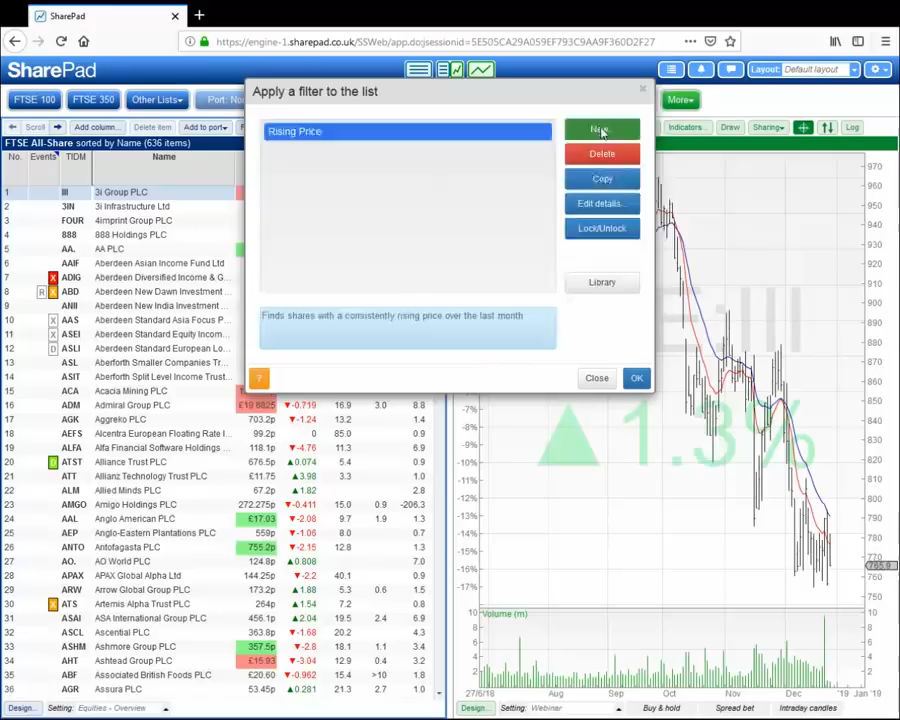 SharePad
https://engine-1.sharepad.co.uk/SSWeb/app.do;jsessionid=5E505CA29A059EF793C9AA9F360D2F27
SharePad
Layout: Default layout
FTSE 100 FTSE 350 Other Lists Port: More
Apply a filter to the list
Scroll Add column... Delete item Add to port Indicators... Draw Sharing Log
FTSE All-Share sorted by Name (636 items)
No. Events TIDM Name
Rising Price
Delete
Copy
Edit details...
Lock/Unlock
Library
Finds shares with a consistently rising price over the last month
? Close OK
1 III 3i Group PLC
2 3IN 3i Infrastructure Ltd
3 FOUR 4imprint Group PLC
4 888 888 Holdings PLC
5 AA. AA PLC
6 AAIF Aberdeen Asian Income Fund Ltd
7 X ADIG Aberdeen Diversified Income & G...
8 R X ABD Aberdeen New Dawn Investment ...
9 ANII Aberdeen New India Investment ...
10 X AAS Aberdeen Standard Asia Focus P...
11 X ASEI Aberdeen Standard Equity Incom...
12 D ASLI Aberdeen Standard European Lo...
13 ASL Aberforth Smaller Companies Tr...
14 ASIT Aberforth Split Level Income Trust...
15 ACA Acacia Mining PLC
16 ADM Admiral Group PLC £19.6825 ▼-0.719 16.9 3.0 8.8
17 AGK Aggreko PLC 703.2p ▼-1.24 13.2 1.4
18 AEFS Alcentra European Floating Rate I... 99.2p 0 85.0 0.9
19 ALFA Alfa Financial Software Holdings ... 118.1p ▼-4.76 11.3 6.9
20 D ATST Alliance Trust PLC 676.5p ▲0.074 5.4 0.9
21 ATT Allianz Technology Trust PLC £11.75 ▲3.98 3.3 1.0
22 ALM Allied Minds PLC 67.2p ▲1.82 2.8
23 AMGO Amigo Holdings PLC 272.275p ▼-0.411 15.0 0.9 -206.3
24 AAL Anglo American PLC £17.03 ▼-2.08 9.7 1.9 1.3
25 AEP Anglo-Eastern Plantations PLC 559p ▼-1.06 8.0 0.7
26 ANTO Antofagasta PLC 755.2p ▼-2.15 12.8 1.3
27 AO. AO World PLC 124.8p ▲0.808 7.4
28 APAX APAX Global Alpha Ltd 144.25p ▼-2.2 40.1 0.9
29 ARW Arrow Global Group PLC 173.2p ▲1.88 5.3 0.6 1.5
30 X ATS Artemis Alpha Trust PLC 264p ▲1.54 7.2 0.8
31 ASAI ASA International Group PLC 456.1p ▲2.04 19.5 2.4 6.9
32 ASCL Ascential PLC 363.8p ▼-1.68 20.2 4.3
33 ASHM Ashmore Group PLC 357.5p ▼-2.8 18.1 1.1 3.4
34 AHT Ashtead Group PLC £15.93 ▼-3.04 12.9 0.4 3.2
35 ABF Associated British Foods PLC £20.60 ▼-0.962 15.4 >10 1.8
36 AGR Assura PLC 53.45p ▲0.281 21.3 2.7 1.0
E:III
▲1.3%
970
960
950
940
930
920
910
900
890
880
870
860
850
840
830
820
810
800
790
780
770
765.9
760
750
-9%
-10%
-11%
-12%
-13%
-14%
-15%
-16%
-17%
Volume (m)
10 10
8 8
6 6
4 4
2 2
27/6/18 Aug Sep Oct Nov Dec '19 Jan '19
Design... Setting: Equities - Overview Design... Setting: Webinar Buy & hold Spread bet Intraday candles